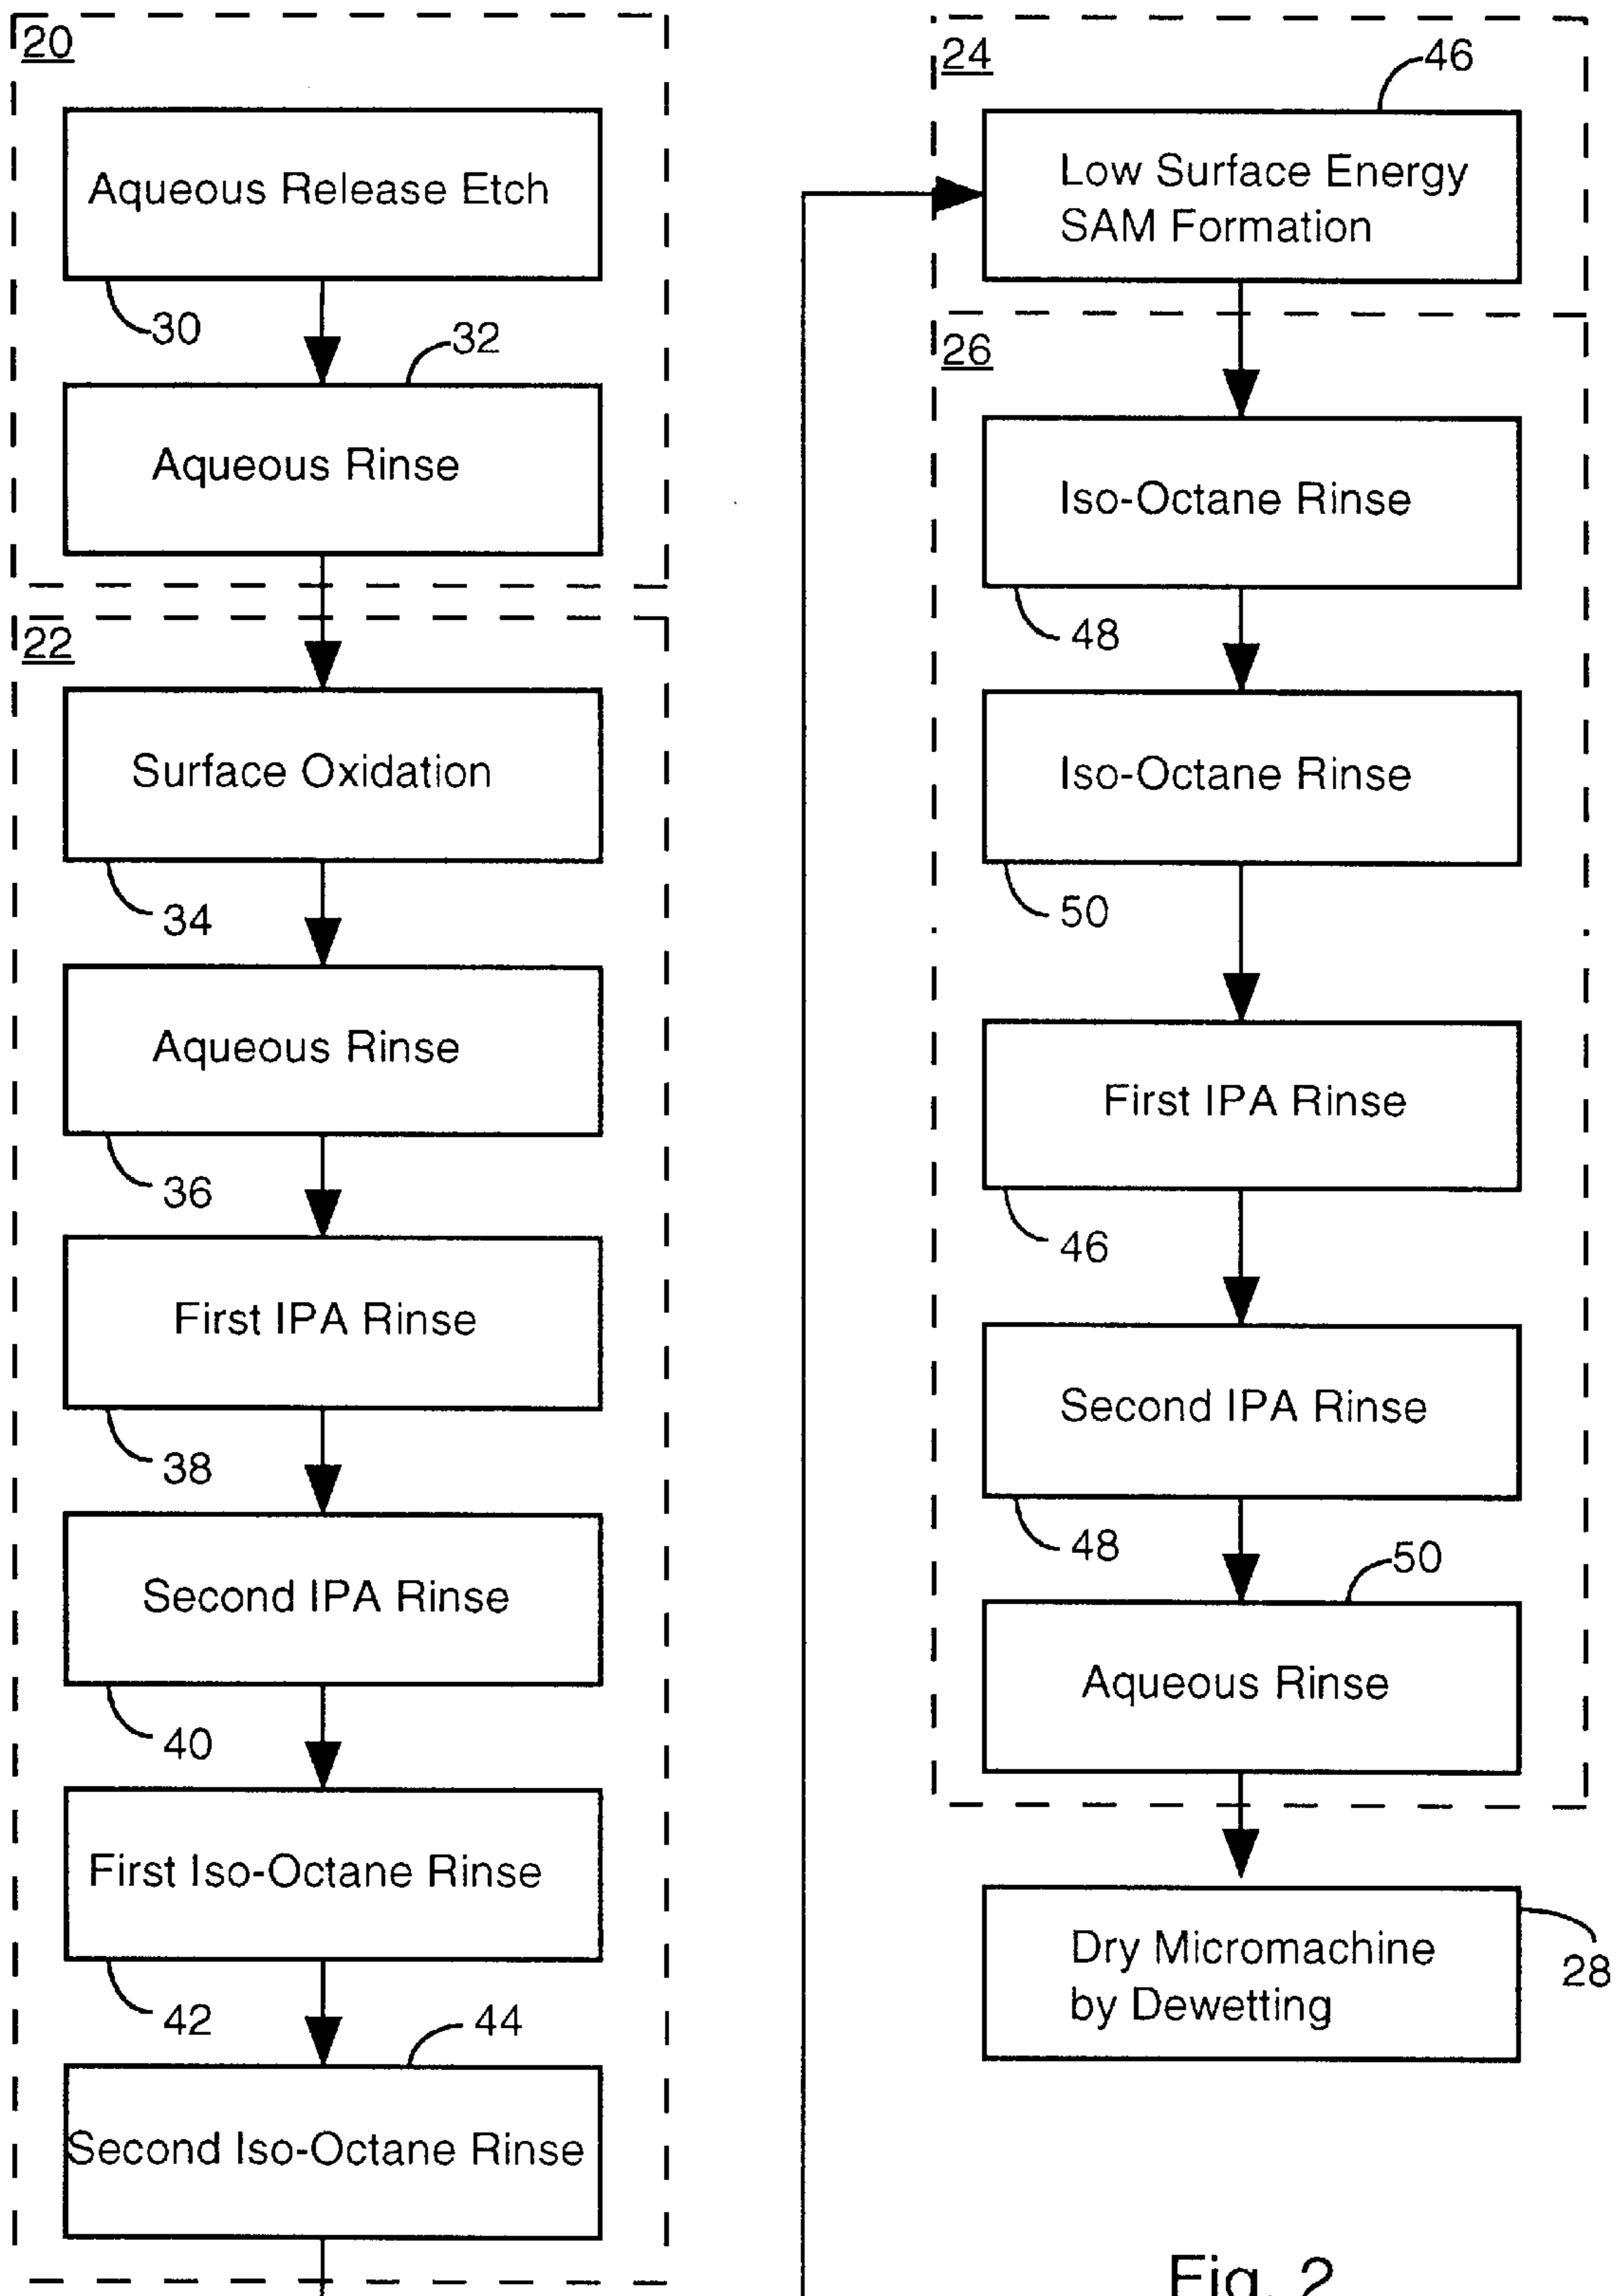 20
Aqueous Release Etch
30
32
Aqueous Rinse
22
Surface Oxidation
34
Aqueous Rinse
36
First IPA Rinse
38
Second IPA Rinse
40
First Iso-Octane Rinse
42
44
Second Iso-Octane Rinse
24
46
Low Surface Energy
SAM Formation
26
Iso-Octane Rinse
48
Iso-Octane Rinse
50
First IPA Rinse
46
Second IPA Rinse
48
50
Aqueous Rinse
Dry Micromachine
by Dewetting
28
Fig. 2